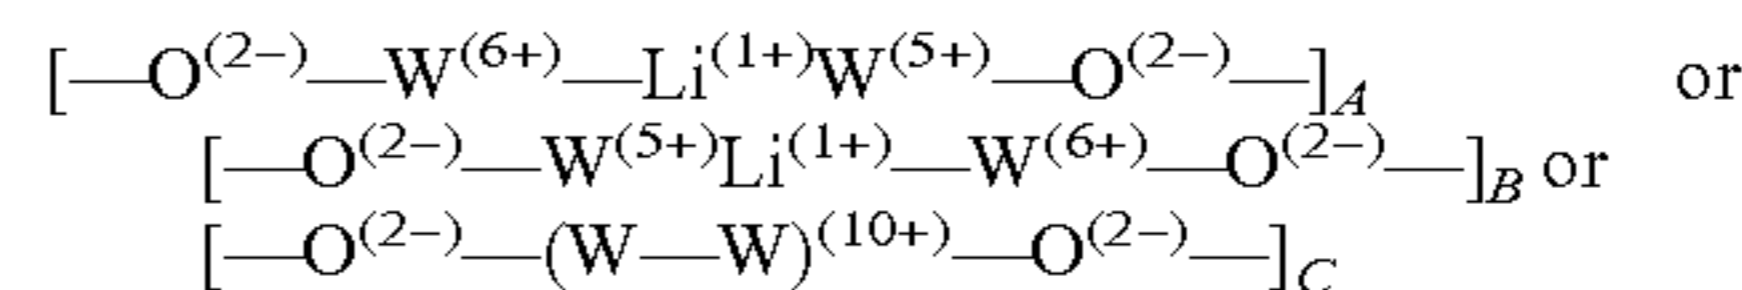 [—O(2−)—W(6+)—Li(1+)W(5+)—O(2−)—]A or
[—O(2−)—W(5+)Li(1+)—W(6+)—O(2−)—]B or
[—O(2−)—(W—W)(10+)—O(2−)—]C